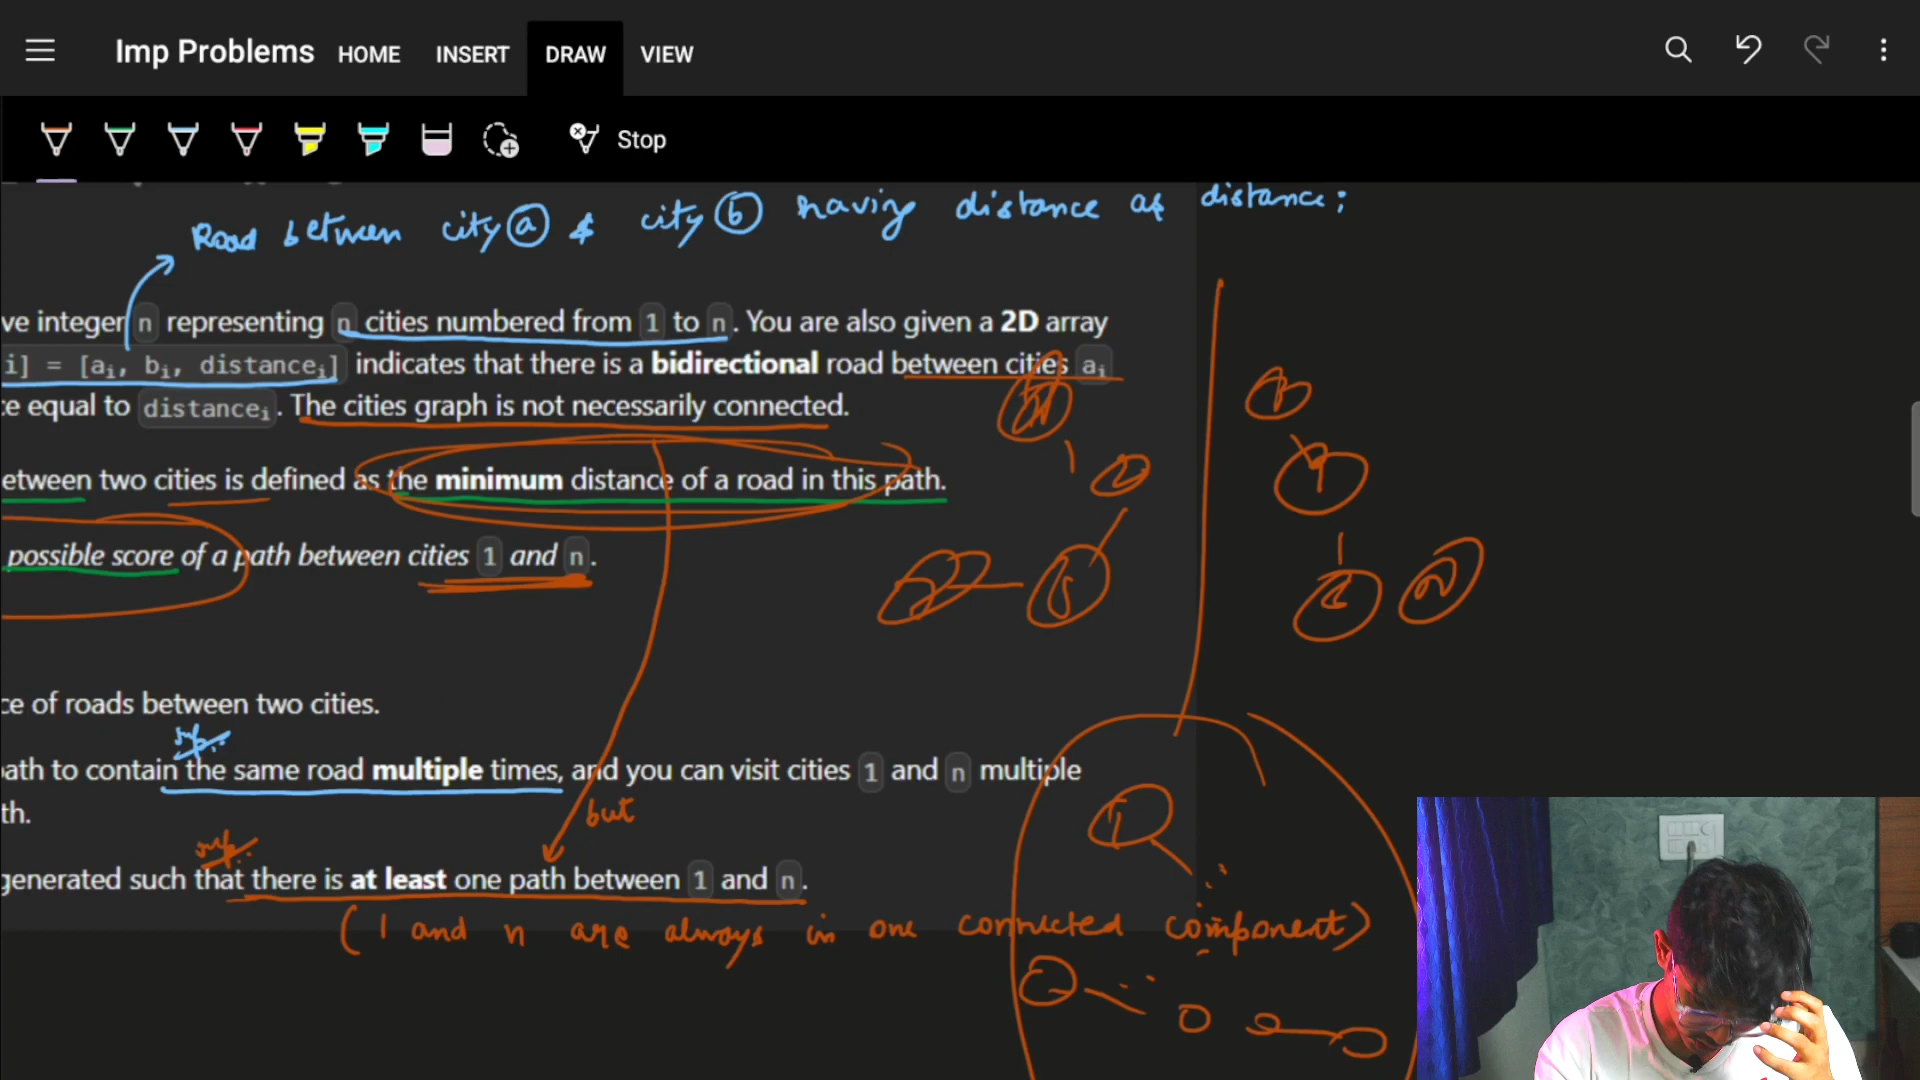 Imp Problems HOME INSERT DRAW VIEW
Stop
Road between city a & city b having distance as distance;
ve integer n representing n cities numbered from 1 to n. You are also given a 2D array
i] = [ai, bi, distancei] indicates that there is a bidirectional road between cities ai
ce equal to distancei. The cities graph is not necessarily connected.
etween two cities is defined as the minimum distance of a road in this path.
possible score of a path between cities 1 and n.
ce of roads between two cities.
path to contain the same road multiple times, and you can visit cities 1 and n multiple
th.
but
generated such that there is at least one path between 1 and n.
(1 and n are always in one connected component)
1